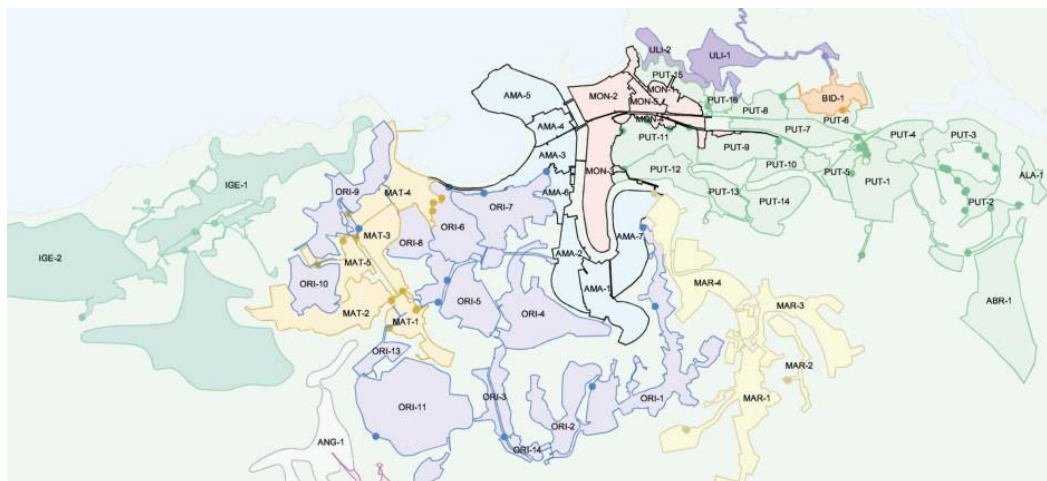 ULI-2
ULI-1
PUT-15
AMA-5
MON-2
MON-1
BID-1
PUT-16
PUT-8
AMA-4
PUT-6
PUT-7
PUT-4
PUT-3
PUT-11
PUT-9
AMA-3
MON-3
PUT-12
PUT-10
PUT-5
PUT-1
ALA-1
IGE-1
ORI-9
MAT-4
AMA-6
PUT-13
PUT-14
PUT-2
ORI-7
ORI-6
MAT-3
ORI-8
AMA-7
IGE-2
MAT-5
AMA-2
ORI-10
MAR-4
AMA-1
ORI-5
MAR-3
ABR-1
MAT-2
ORI-4
MAT-1
ORI-13
MAR-2
ORI-3
ORI-1
MAR-1
ORI-11
ORI-2
ANG-1
ORI-14